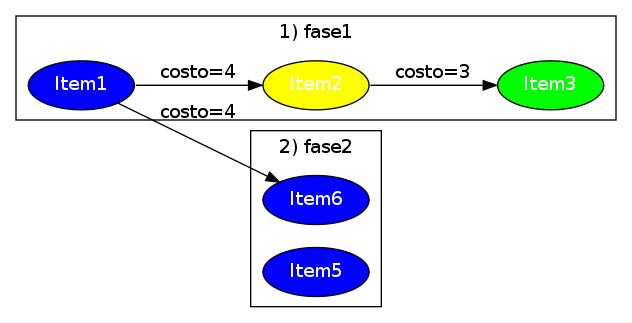 1) fase1
Item1
costo=4
Item2
costo=3
Item3
costo=4
2) fase2
Item6
Item5